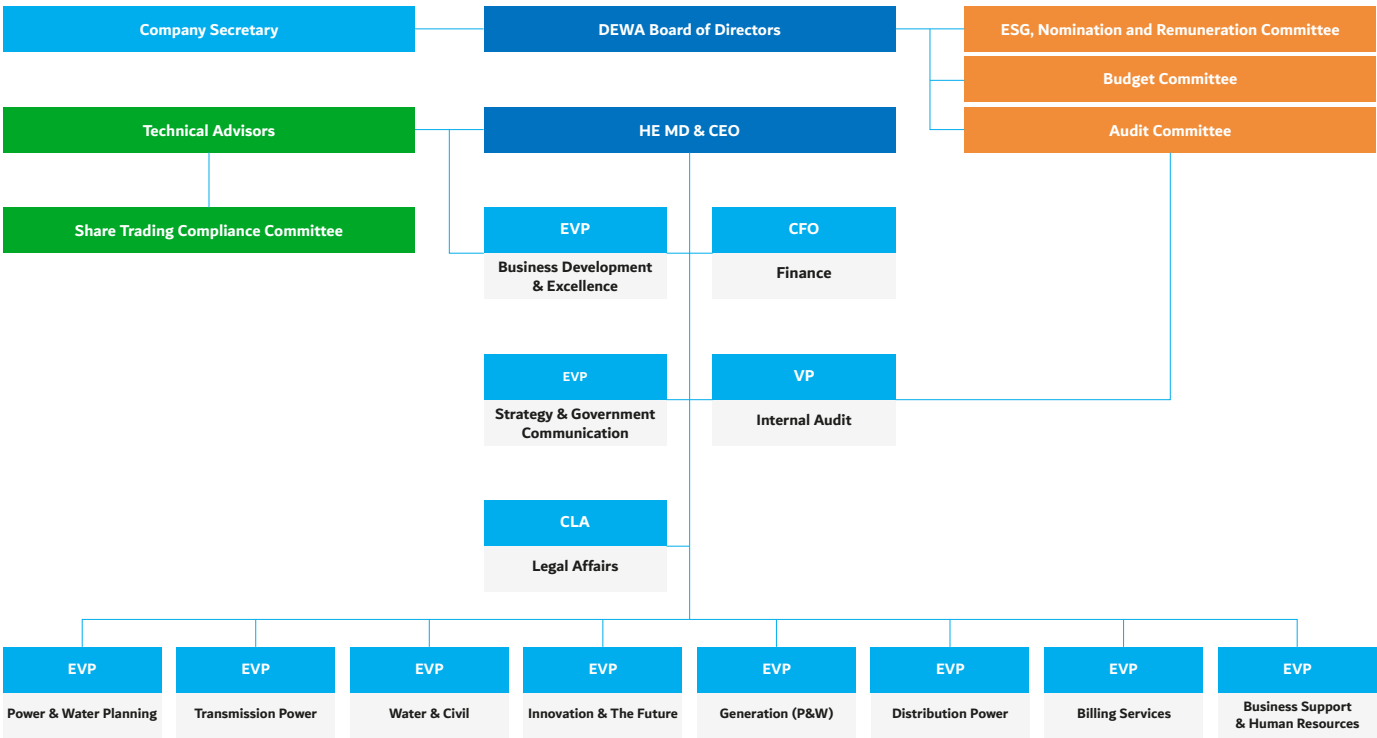 Company Secretary
DEWA Board of Directors
ESG, Nomination and Remuneration Committee
Budget Committee
Technical Advisors
HE MD & CEO
Audit Committee
Share Trading Compliance Committee
EVP
Business Development
& Excellence
CFO
Finance
EVP
Strategy & Government
Communication
VP
Internal Audit
CLA
Legal Affairs
EVP
Power & Water Planning
EVP
Transmission Power
EVP
Water & Civil
EVP
Innovation & The Future
EVP
Generation (P&W)
EVP
Distribution Power
EVP
Billing Services
EVP
Business Support
& Human Resources